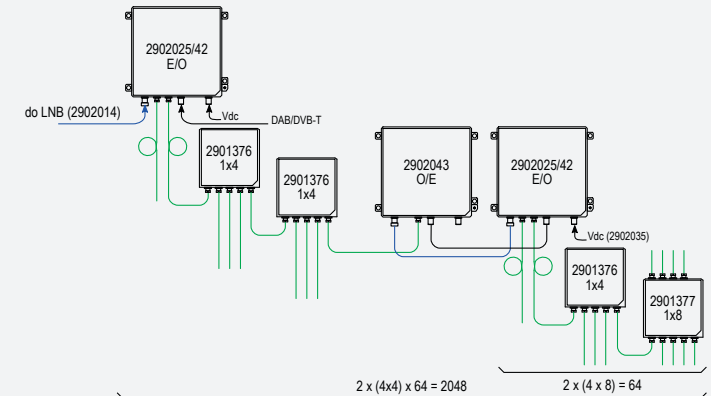 2902025/42
E/O
do LNB (2902014)
Vdc
DAB/DVB-T
2901376
1x4
2901376
1x4
2902043
O/E
2902025/42
E/O
Vdc (2902035)
2901376
1x4
2901377
1x8
2 x (4x4) x 64 = 2048
2 x (4 x 8) = 64